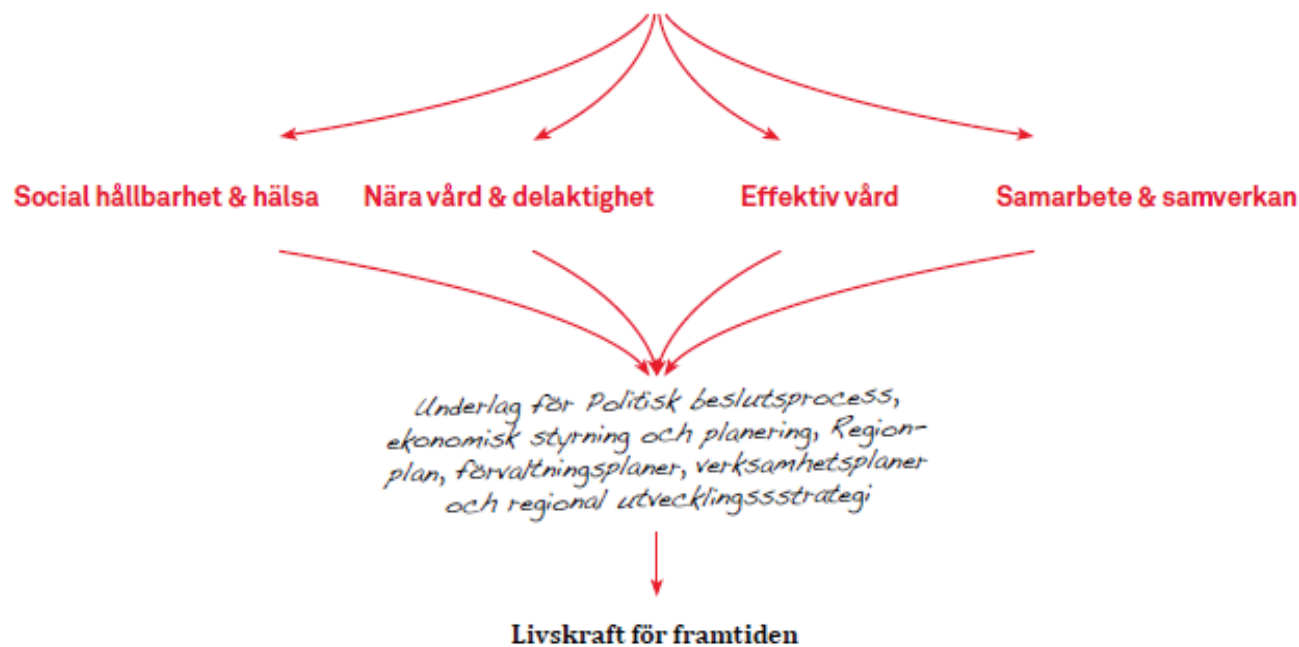 Social hållbarhet & hälsa
Nära vård & delaktighet
Effektiv vård
Samarbete & samverkan
Underlag för Politisk beslutsprocess,
ekonomisk styrning och planering, Region-
plan, förvaltningsplaner, verksamhetsplaner
och regional utvecklingssstrategi
Livskraft för framtiden